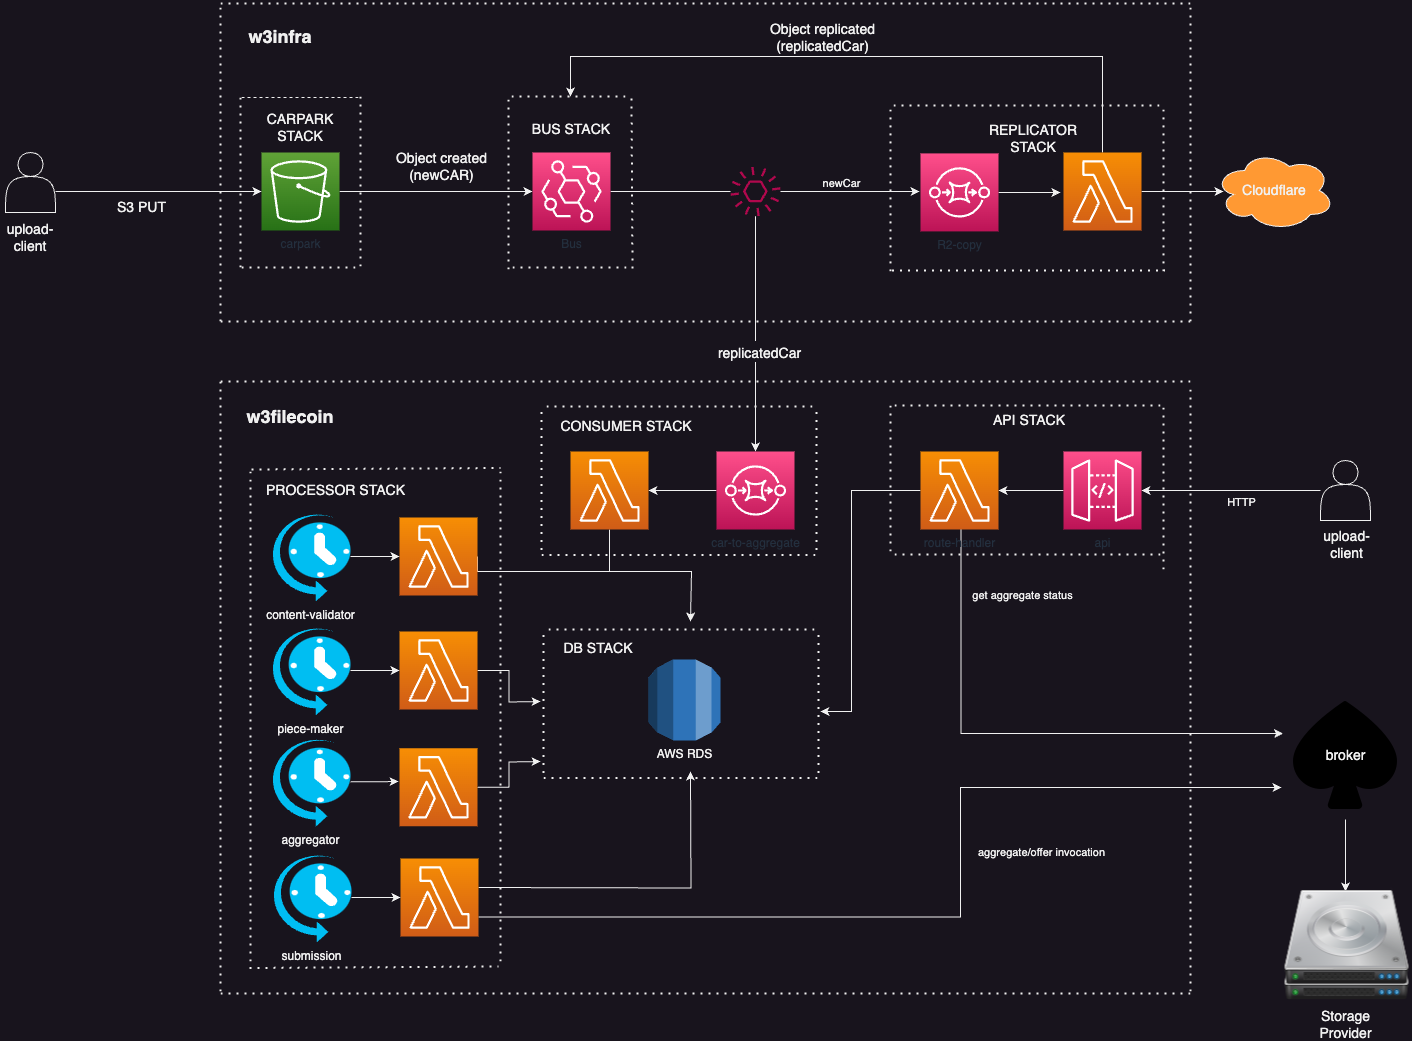 w3infra
Object replicated
(replicatedCar)
CARPARK
STACK
BUS STACK
REPLICATOR
STACK
Object created
(newCAR)
newCar
Cloudflare
S3 PUT
upload-
client
carpark
Bus
R2-copy
replicatedCar
w3filecoin
CONSUMER STACK
API STACK
PROCESSOR STACK
HTTP
upload-
client
car-to-aggregate
route-handler
api
content-validator
get aggregate status
DB STACK
piece-maker
AWS RDS
broker
aggregator
aggregate/offer invocation
submission
Storage
Provider